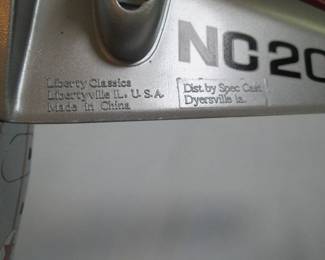 NC20
Liberty Classics
Libertyville IL. U.S.A.
Made in China
Dist. by Spec Cast
Dyersville ia.